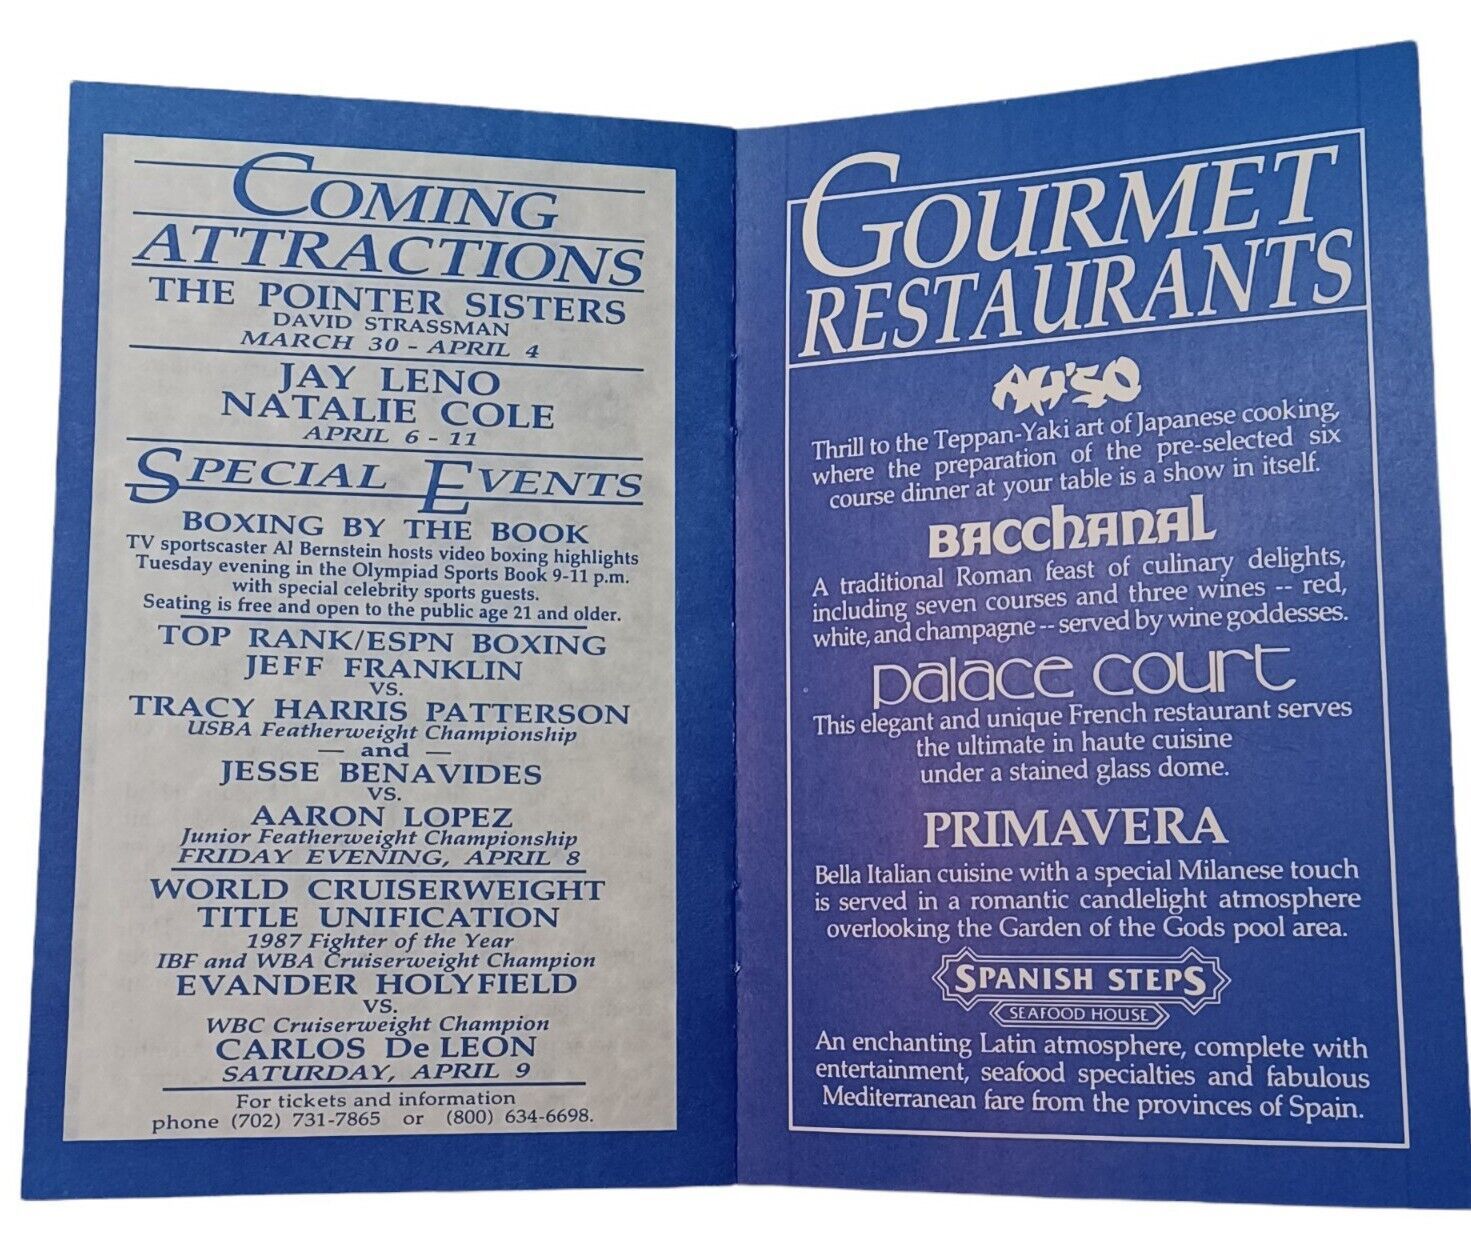 COMING
ATTRACTIONS
THE POINTER SISTERS
DAVID STRASSMAN
MARCH 30 - APRIL 4
JAY LENO
NATALIE COLE
APRIL 6 - 11
SPECIAL EVENTS
BOXING BY THE BOOK
TV sportscaster Al Bernstein hosts video boxing highlights
Tuesday evening in the Olympiad Sports Book 9-11 p.m.
with special celebrity sports guests.
Seating is free and open to the public age 21 and older.
TOP RANK/ESPN BOXING
JEFF FRANKLIN
VS.
TRACY HARRIS PATTERSON
USBA Featherweight Championship
— and —
JESSE BENAVIDES
VS.
AARON LOPEZ
Junior Featherweight Championship
FRIDAY EVENING, APRIL 8
WORLD CRUISERWEIGHT
TITLE UNIFICATION
1987 Fighter of the Year
IBF and WBA Cruiserweight Champion
EVANDER HOLYFIELD
VS.
WBC Cruiserweight Champion
CARLOS De LEON
SATURDAY, APRIL 9
For tickets and information
phone (702) 731-7865 or (800) 634-6698.
GOURMET
RESTAURANTS
AH'SO
Thrill to the Teppan-Yaki art of Japanese cooking,
where the preparation of the pre-selected six
course dinner at your table is a show in itself.
BACCHANAL
A traditional Roman feast of culinary delights,
including seven courses and three wines -- red,
white, and champagne -- served by wine goddesses.
palace court
This elegant and unique French restaurant serves
the ultimate in haute cuisine
under a stained glass dome.
PRIMAVERA
Bella Italian cuisine with a special Milanese touch
is served in a romantic candlelight atmosphere
overlooking the Garden of the Gods pool area.
SPANISH STEPS
SEAFOOD HOUSE
An enchanting Latin atmosphere, complete with
entertainment, seafood specialties and fabulous
Mediterranean fare from the provinces of Spain.